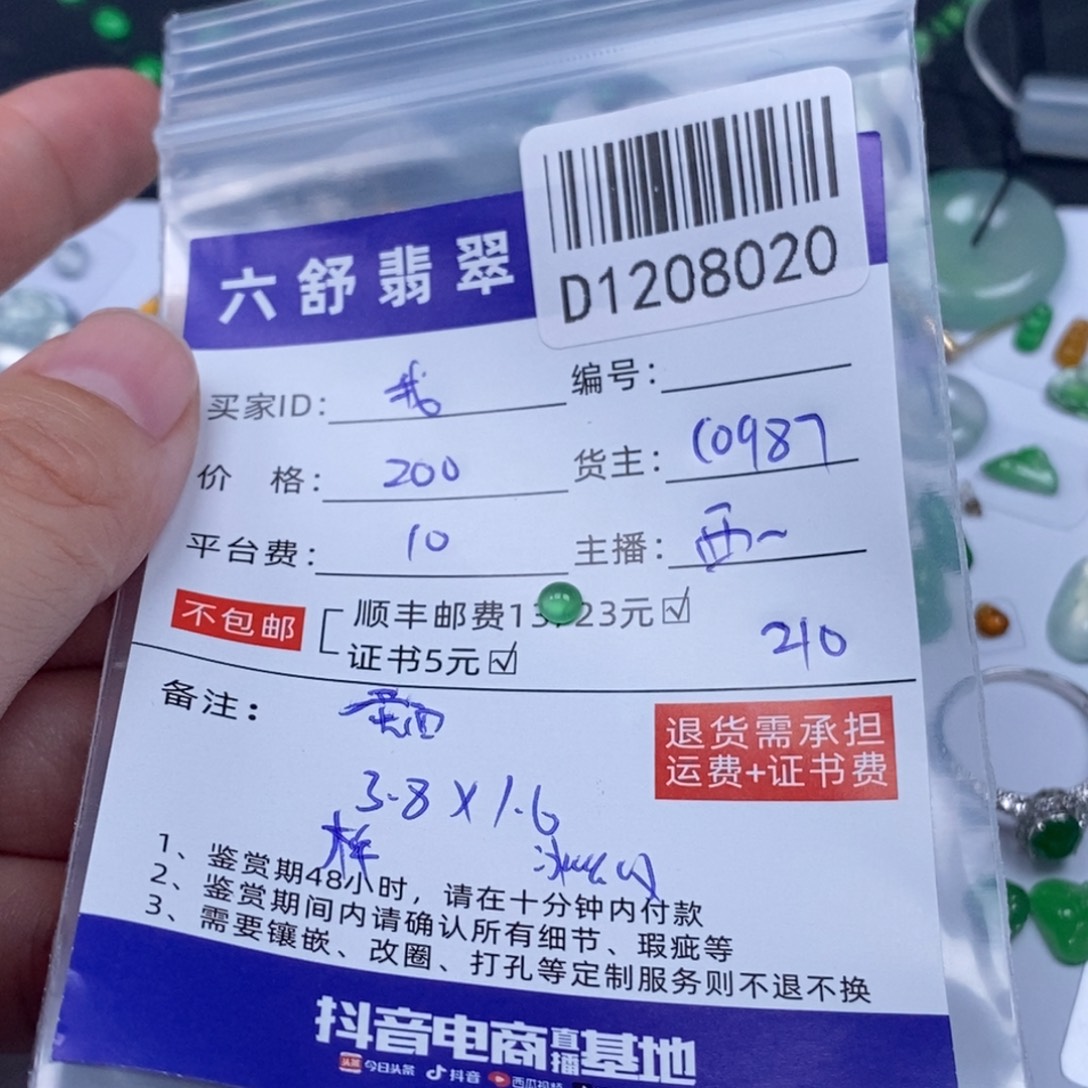 D1208020
六舒翡翠
买家ID: 编号:
价 格: 200 货主: C0987
平台费: 10 主播: 西~
不包邮 顺丰邮费13/23元☑ 210
证书5元☑
备注:
退货需承担
运费+证书费
3.8×1.6
1、鉴赏期48小时，请在十分钟内付款
2、鉴赏期间内请确认所有细节、瑕疵等
3、需要镶嵌、改圈、打孔等定制服务则不退不换
抖音电商直播基地
头条 今日头条 抖音 西瓜视频